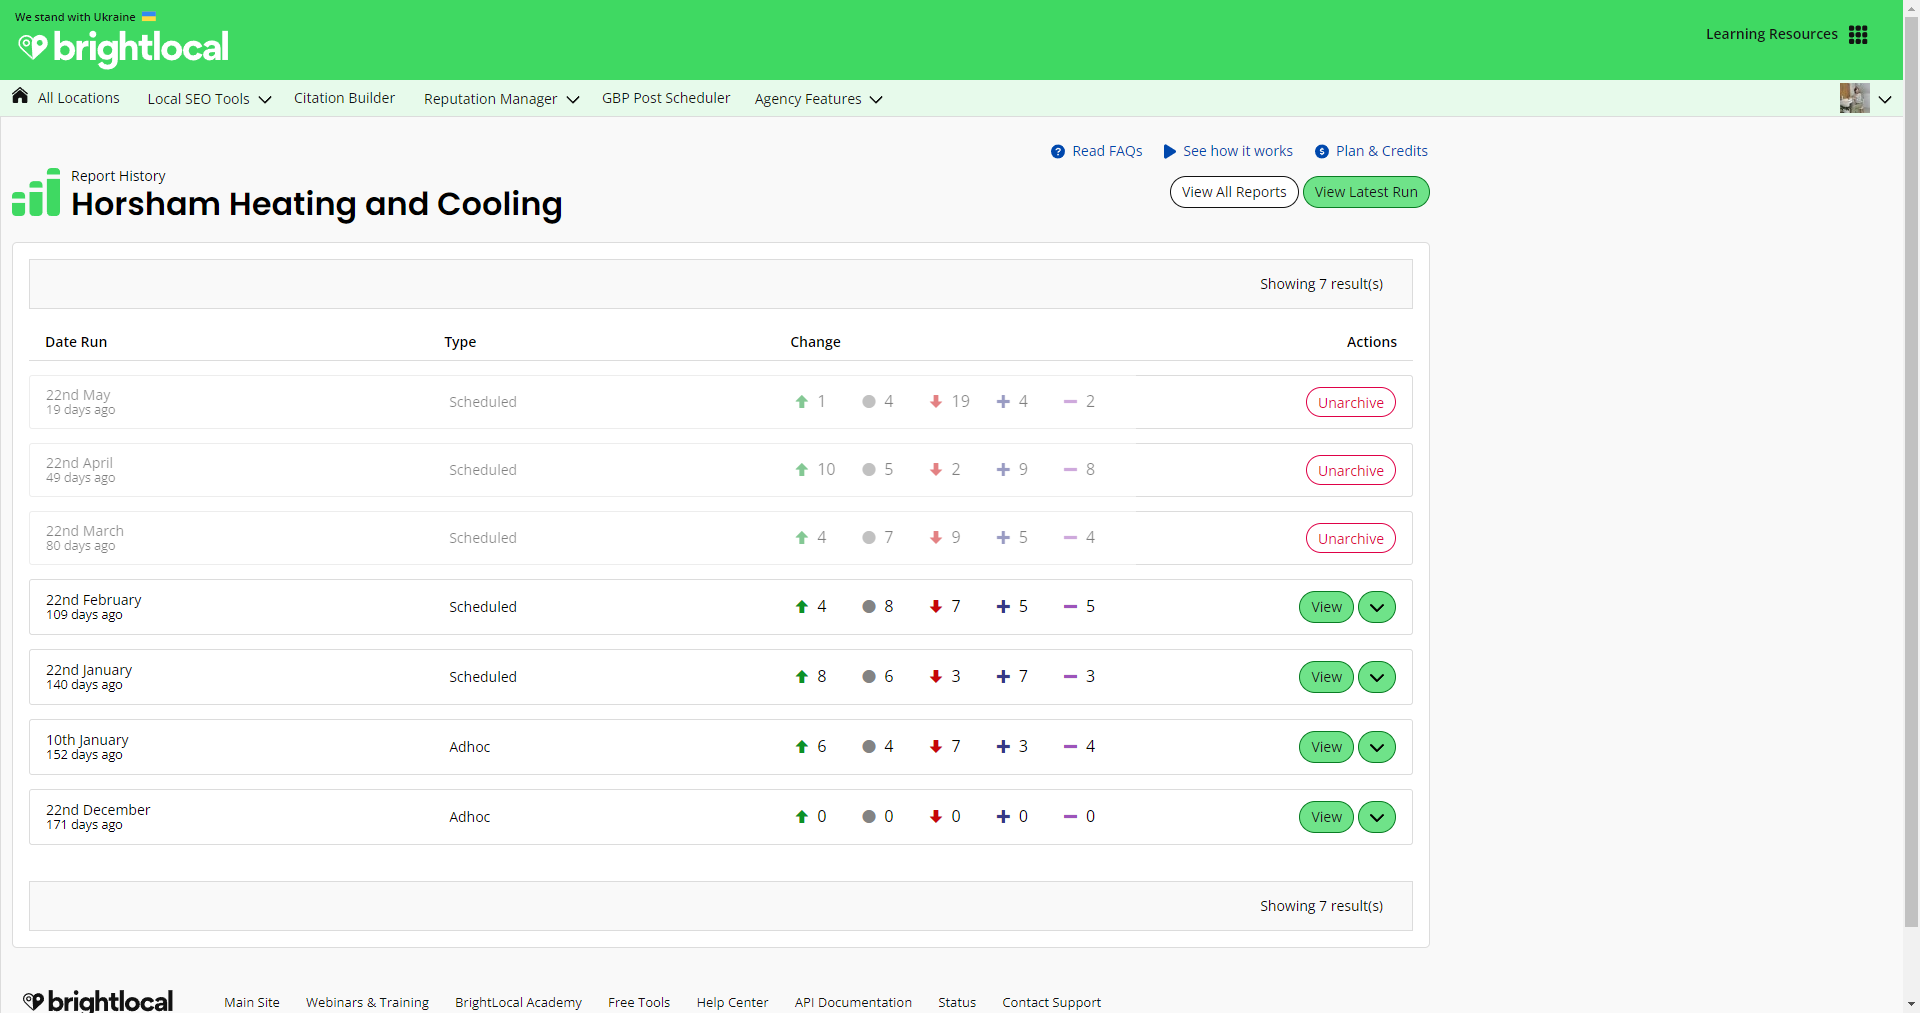 We stand with Ukraine
brightlocal
Learning Resources
All Locations Local SEO Tools Citation Builder Reputation Manager GBP Post Scheduler Agency Features
Read FAQs See how it works Plan & Credits
Report History
Horsham Heating and Cooling
View All Reports View Latest Run
Showing 7 result(s)
Date Run Type Change Actions
22nd May
19 days ago
Scheduled 1 4 19 4 2 Unarchive
22nd April
49 days ago
Scheduled 10 5 2 9 8 Unarchive
22nd March
80 days ago
Scheduled 4 7 9 5 4 Unarchive
22nd February
109 days ago
Scheduled 4 8 7 5 5 View
22nd January
140 days ago
Scheduled 8 6 3 7 3 View
10th January
152 days ago
Adhoc 6 4 7 3 4 View
22nd December
171 days ago
Adhoc 0 0 0 0 0 View
Showing 7 result(s)
brightlocal Main Site Webinars & Training BrightLocal Academy Free Tools Help Center API Documentation Status Contact Support